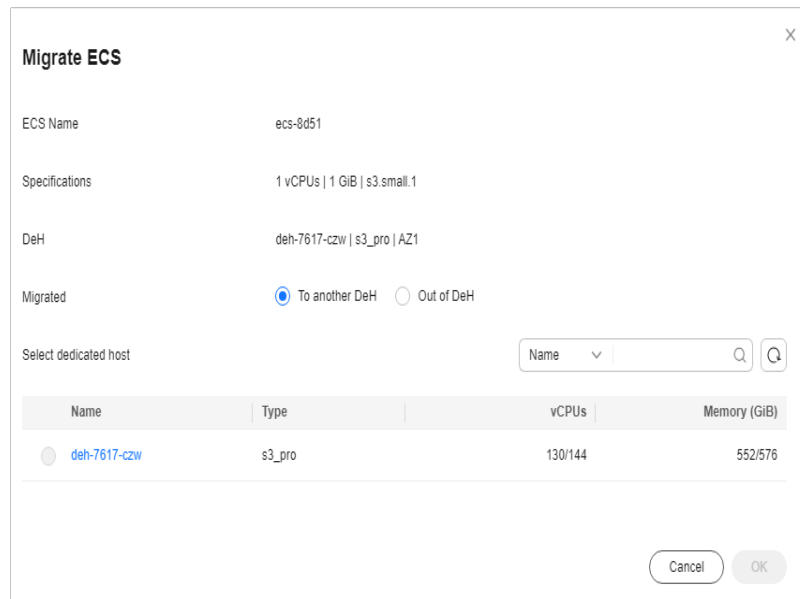 Migrate ECS
ECS Name ecs-8d51
Specifications 1 vCPUs | 1 GiB | s3.small.1
DeH deh-7617-czw | s3_pro | AZ1
Migrated To another DeH Out of DeH
Select dedicated host Name
Name Type vCPUs Memory (GiB)
deh-7617-czw s3_pro 130/144 552/576
Cancel OK